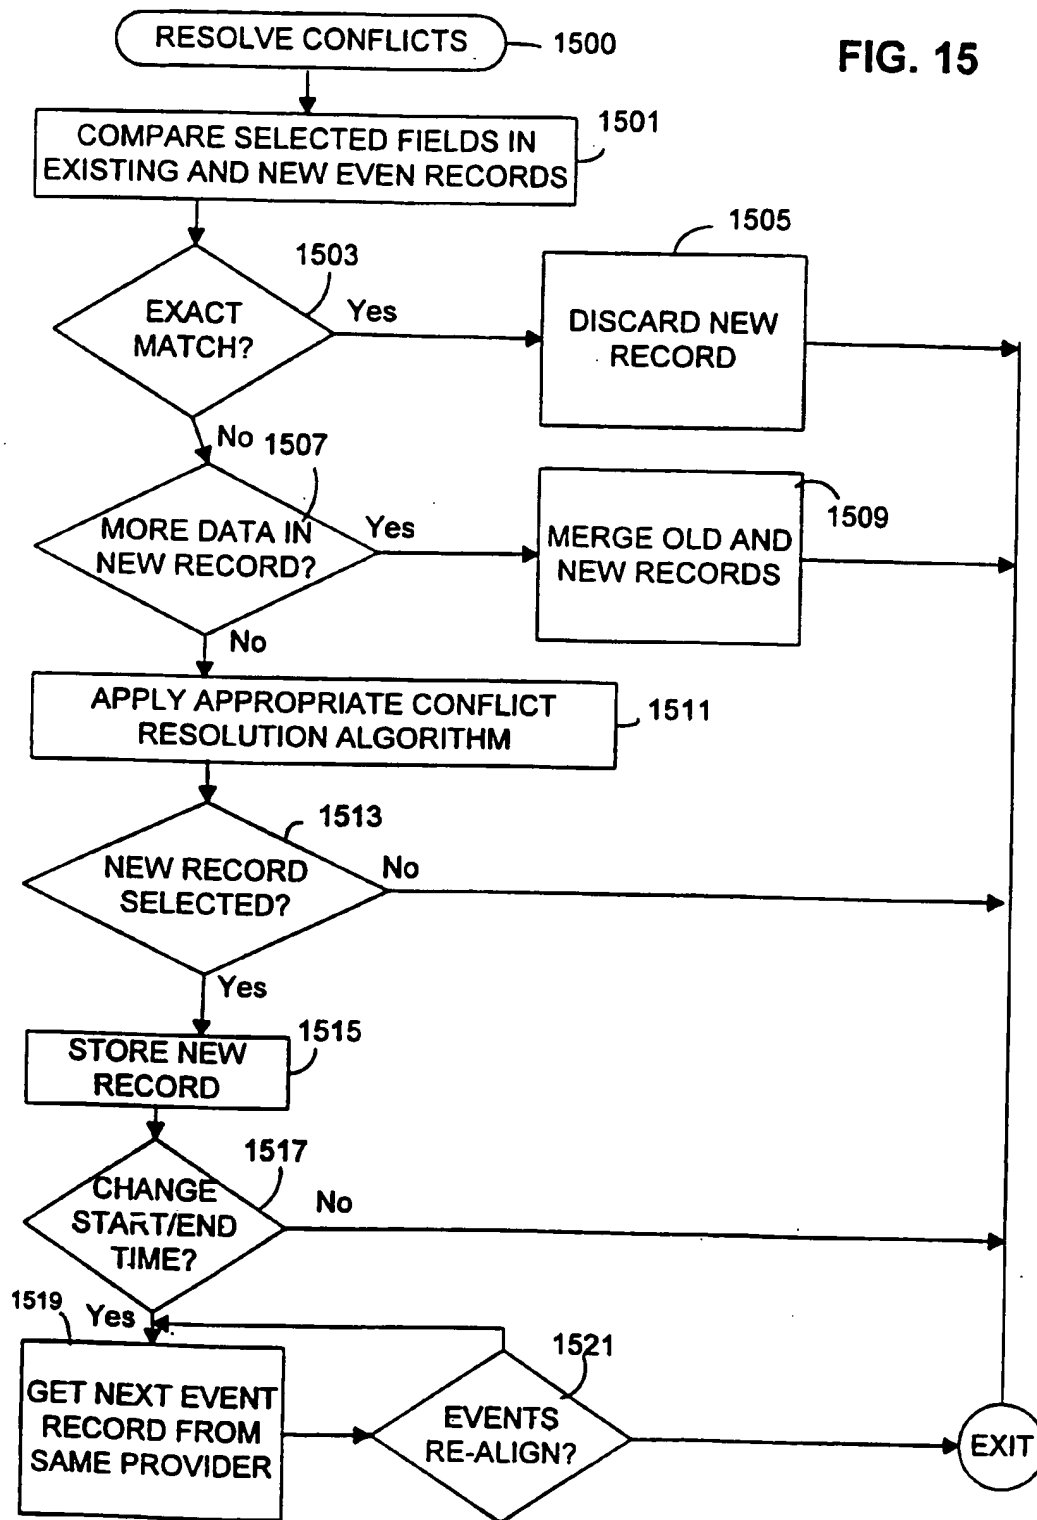 RESOLVE CONFLICTS
1500
FIG. 15
COMPARE SELECTED FIELDS IN
EXISTING AND NEW EVEN RECORDS
1501
EXACT
MATCH?
1503
Yes
1505
DISCARD NEW
RECORD
No
1507
MORE DATA IN
NEW RECORD?
Yes
1509
MERGE OLD AND
NEW RECORDS
No
APPLY APPROPRIATE CONFLICT
RESOLUTION ALGORITHM
1511
1513
NEW RECORD
SELECTED?
No
Yes
1515
STORE NEW
RECORD
1517
CHANGE
START/END
TIME?
No
1519
Yes
GET NEXT EVENT
RECORD FROM
SAME PROVIDER
1521
EVENTS
RE-ALIGN?
EXIT